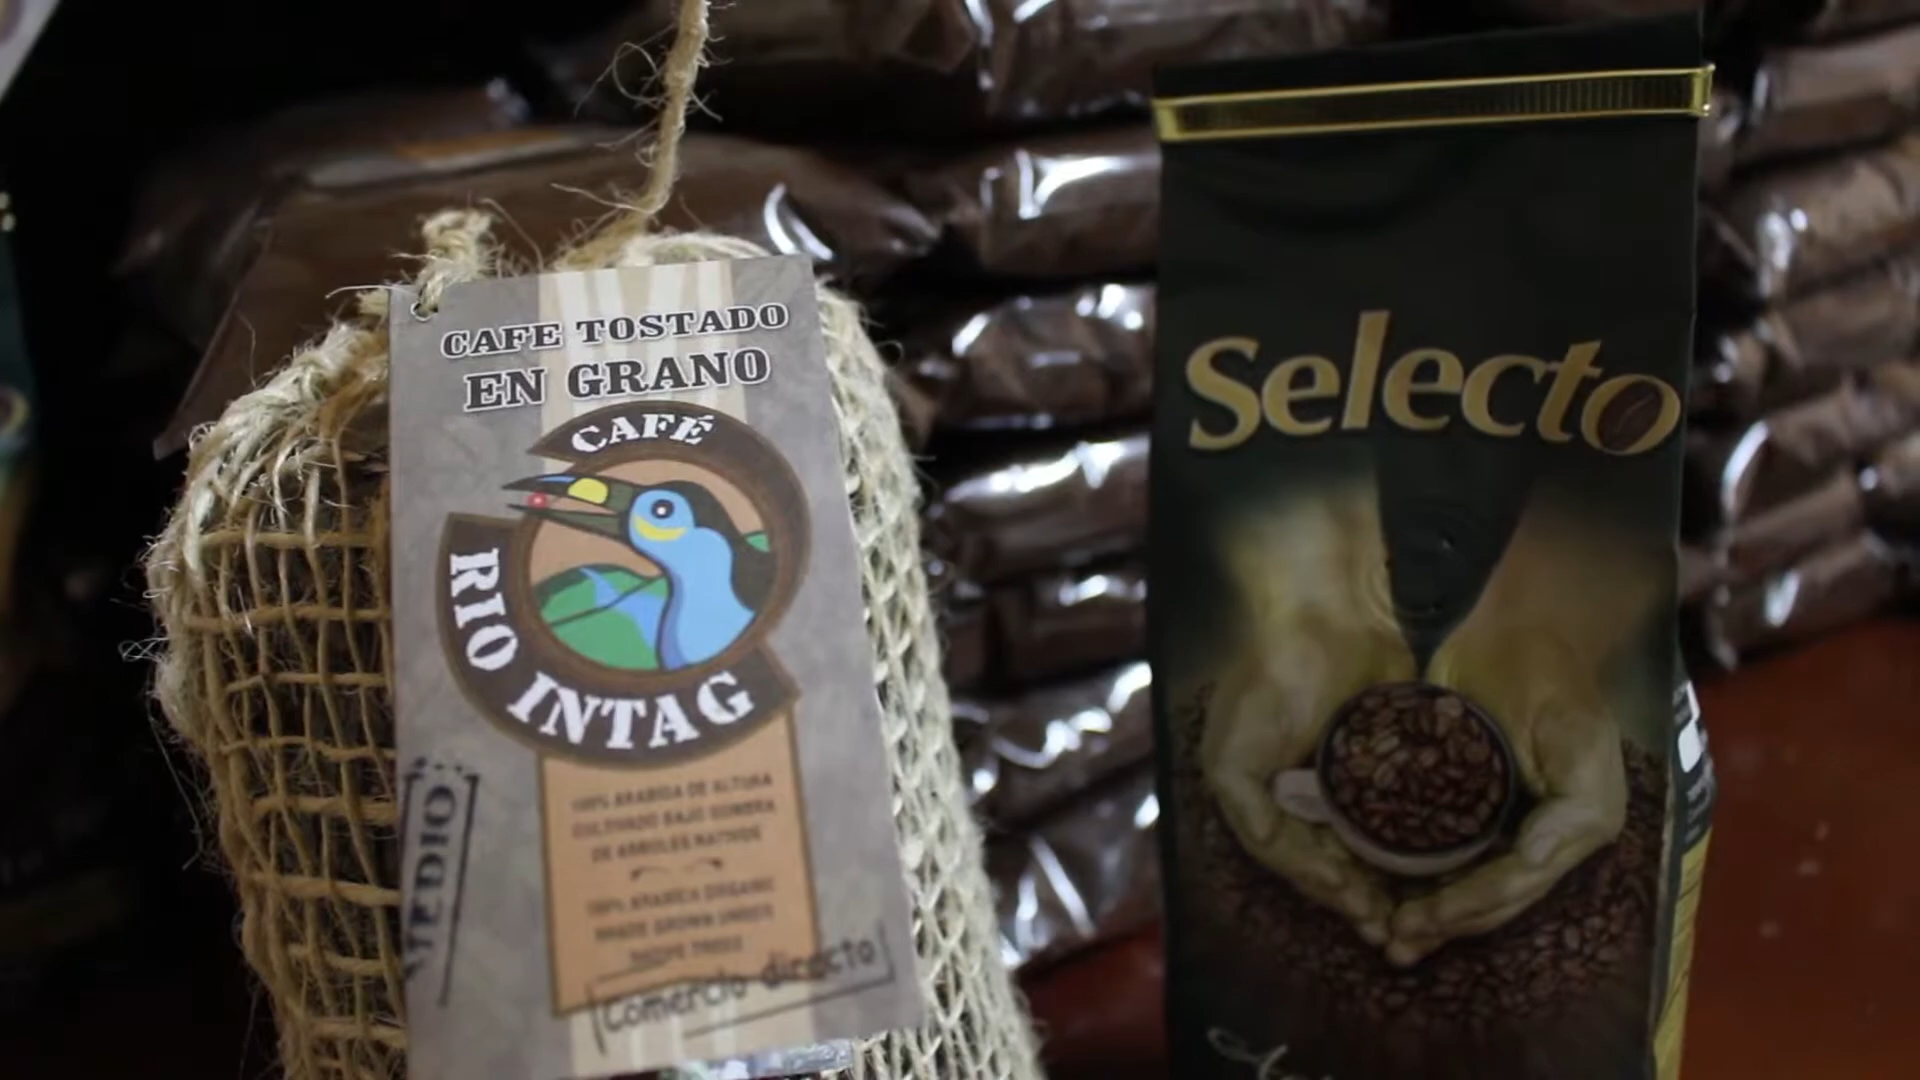 CAFE TOSTADO
EN GRANO
CAFÉ
RIO INTAG
100% ARABIGA DE ALTURA
CULTIVADO BAJO SOMBRA
DE ARBOLES NATIVOS
100% ARABICA ORGANIC
SHADE GROWN UNDER
NATIVE TREES
MEDIO
Comercio directo
Selecto